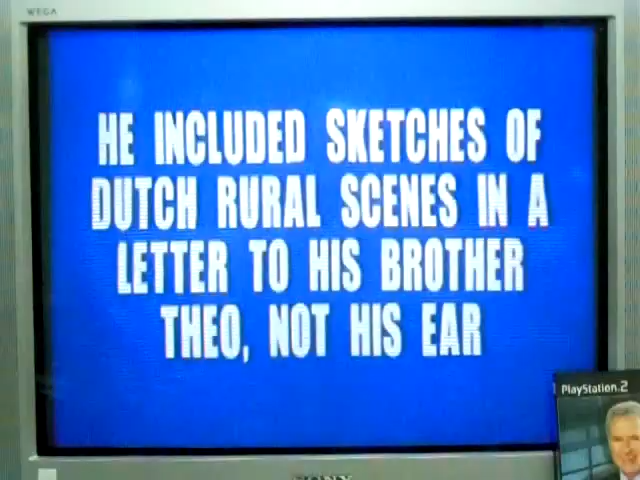 WEGA
HE INCLUDED SKETCHES OF
DUTCH RURAL SCENES IN A
LETTER TO HIS BROTHER
THEO, NOT HIS EAR
PlayStation.2
SONY